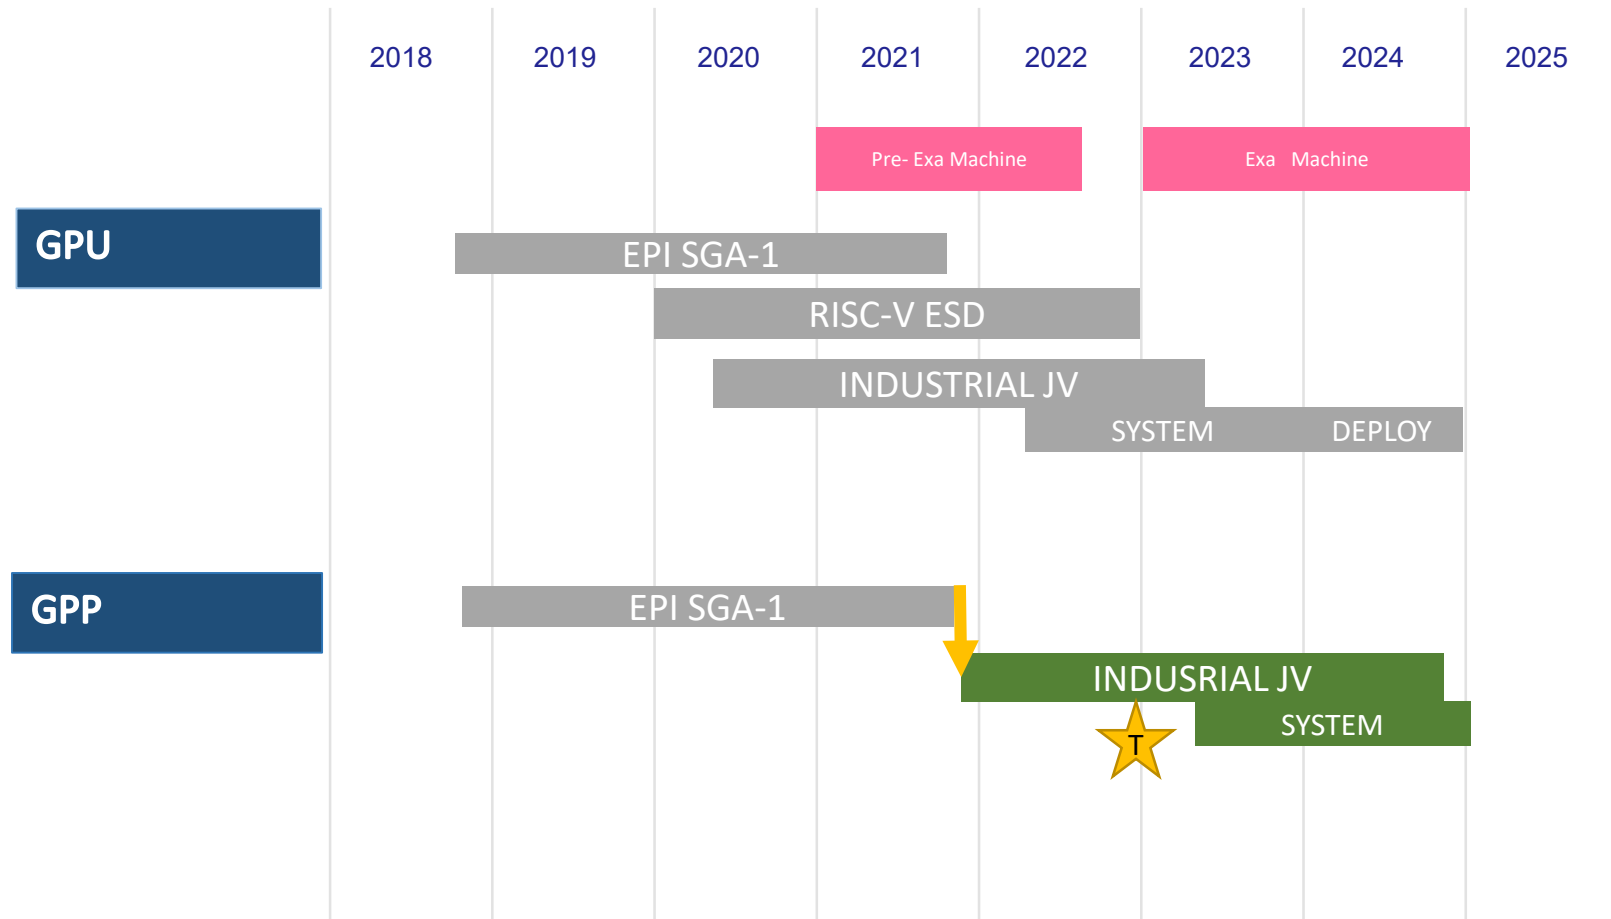 2018 2019 2020 2021 2022 2023 2024 2025
Pre- Exa Machine Exa Machine
GPU
EPI SGA-1
RISC-V ESD
INDUSTRIAL JV
SYSTEM DEPLOY
GPP
EPI SGA-1
INDUSRIAL JV
SYSTEM
T